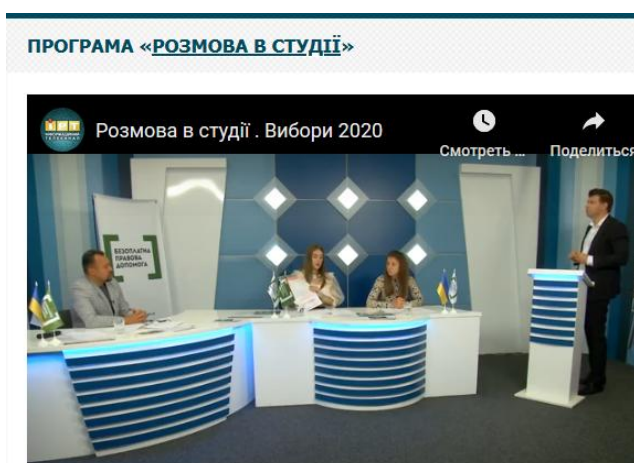 ПРОГРАМА «РОЗМОВА В СТУДІЇ»
Розмова в студії . Вибори 2020
Смотреть ...
Поделиться
БЕЗОПЛАТНА
ПРАВОВА
ДОПОМОГА